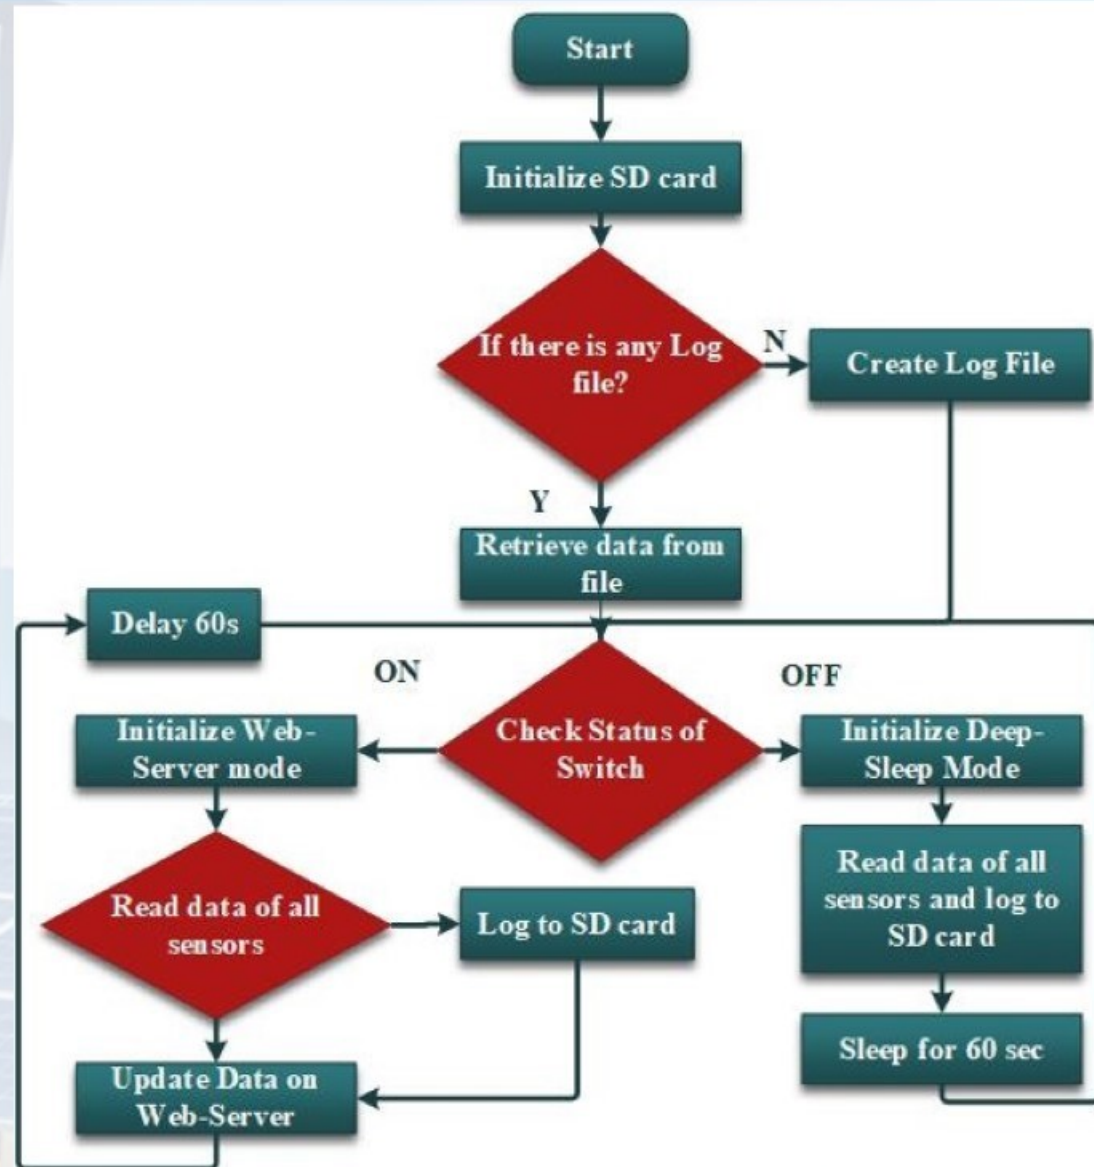 Start
Initialize SD card
If there is any Log
file?
N
Create Log File
Y
Retrieve data from
file
Delay 60s
ON
OFF
Check Status of
Switch
Initialize Web-
Server mode
Initialize Deep-
Sleep Mode
Read data of all
sensors
Log to SD card
Read data of all
sensors and log to
SD card
Update Data on
Web-Server
Sleep for 60 sec